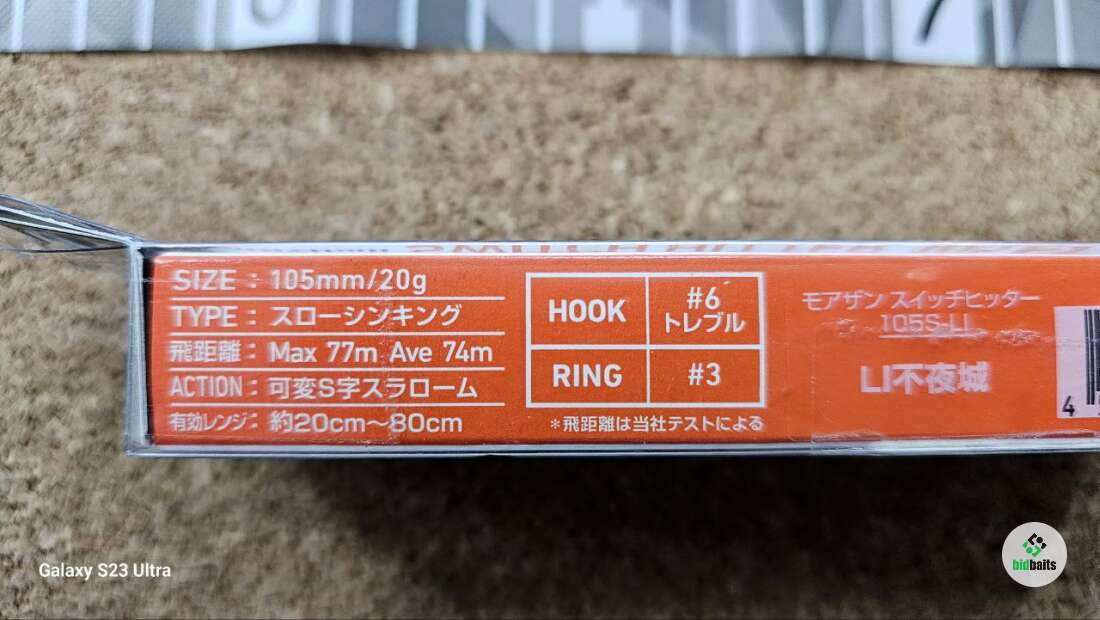 SIZE : 105mm/20g
TYPE : スローシンキング
飛距離 : Max 77m Ave 74m
ACTION : 可変S字スラローム
有効レンジ : 約20cm～80cm
HOOK #6 トレブル
RING #3
*飛距離は当社テストによる
モアザン スイッチヒッター
105S-LI
LI不夜城
4
Galaxy S23 Ultra
bidbaits